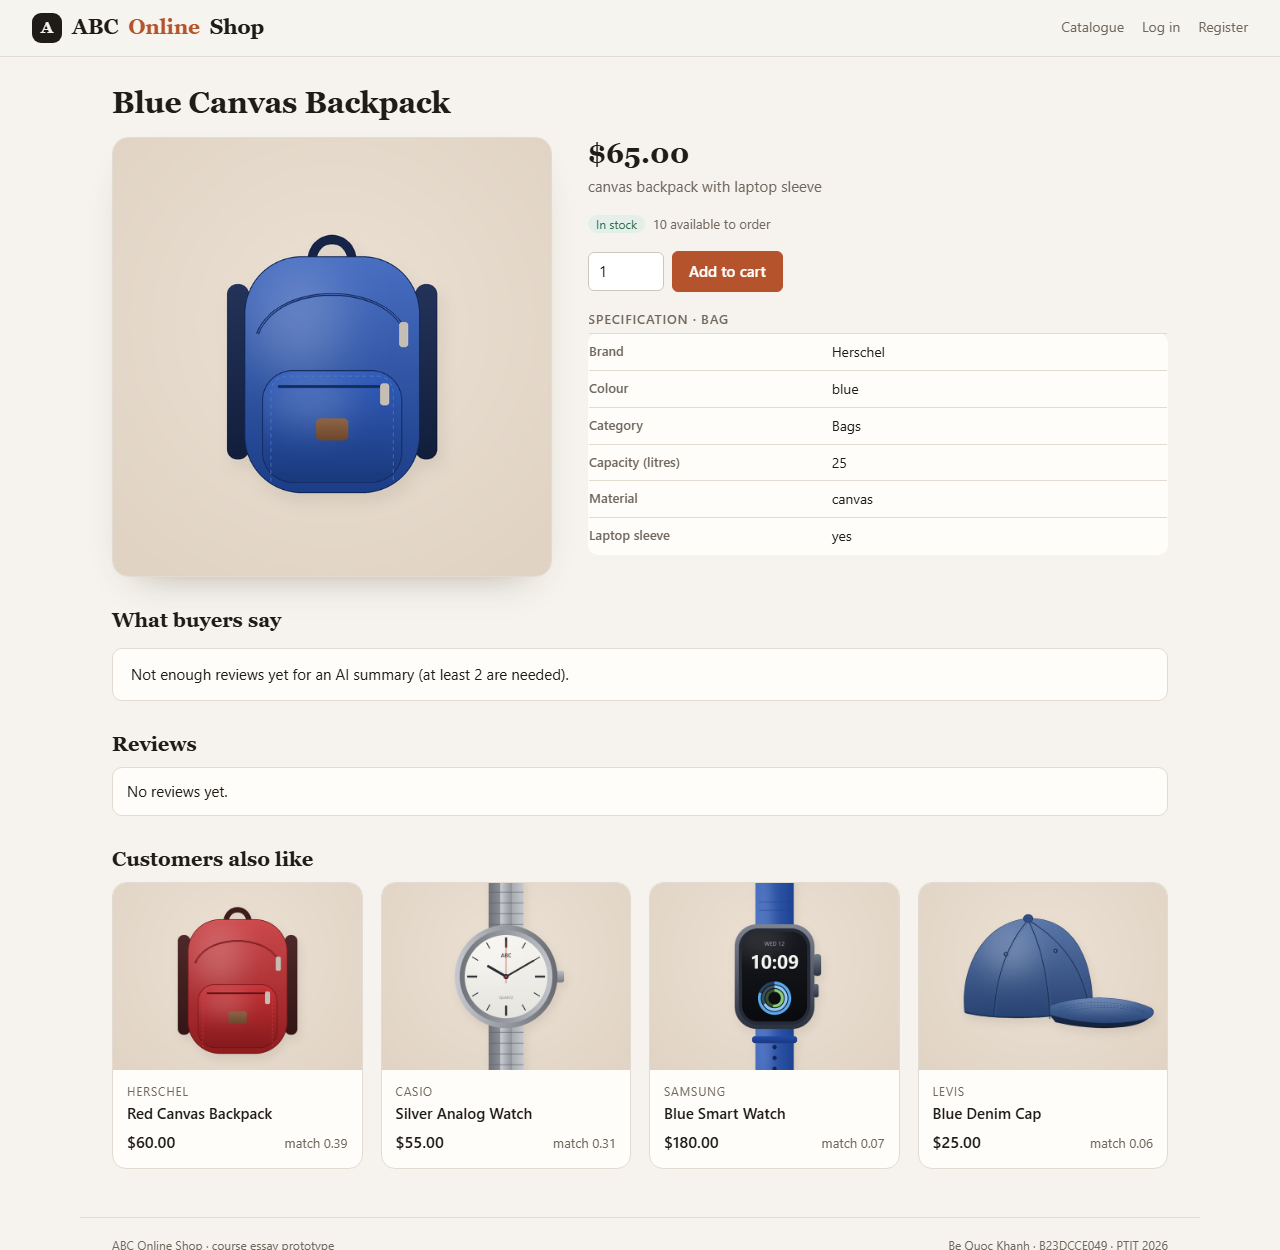 A ABC Online Shop
Catalogue Log in Register
Blue Canvas Backpack
$65.00
canvas backpack with laptop sleeve
In stock 10 available to order
1 Add to cart
SPECIFICATION · BAG
Brand Herschel
Colour blue
Category Bags
Capacity (litres) 25
Material canvas
Laptop sleeve yes
What buyers say
Not enough reviews yet for an AI summary (at least 2 are needed).
Reviews
No reviews yet.
Customers also like
ABC
QUARTZ
WED 12
10:09
HERSCHEL
Red Canvas Backpack
$60.00 match 0.39
CASIO
Silver Analog Watch
$55.00 match 0.31
SAMSUNG
Blue Smart Watch
$180.00 match 0.07
LEVIS
Blue Denim Cap
$25.00 match 0.06
ABC Online Shop · course essay prototype
Be Quoc Khanh · B23DCCE049 · PTIT 2026